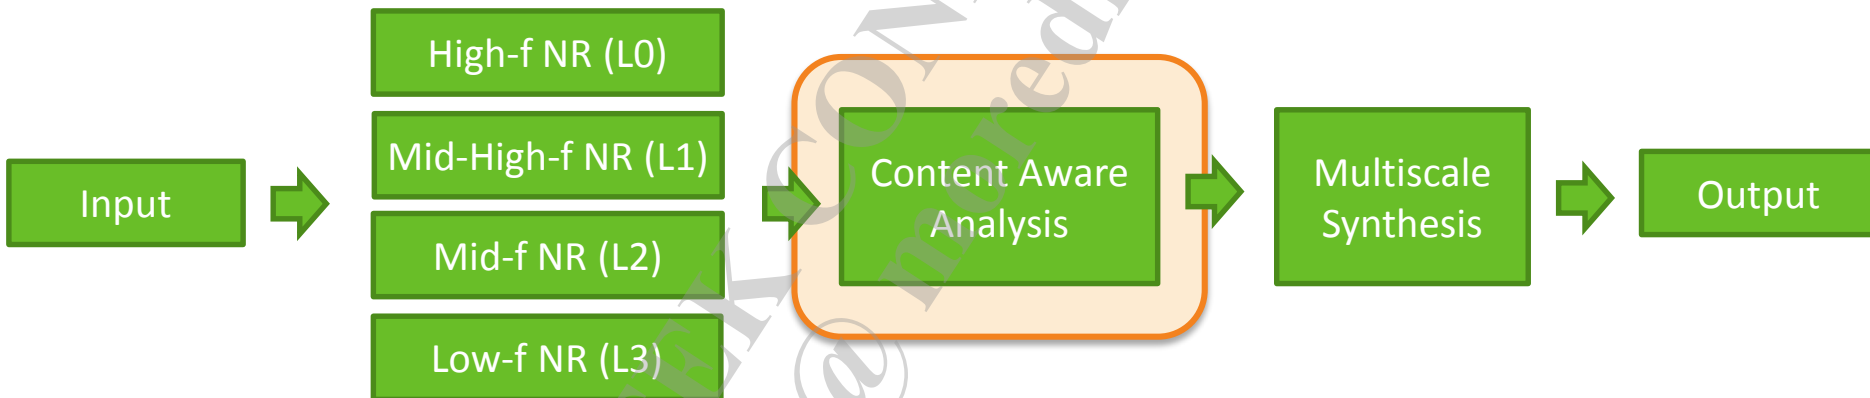 Input
High-f NR (L0)
Mid-High-f NR (L1)
Mid-f NR (L2)
Low-f NR (L3)
Content Aware
Analysis
Multiscale
Synthesis
Output